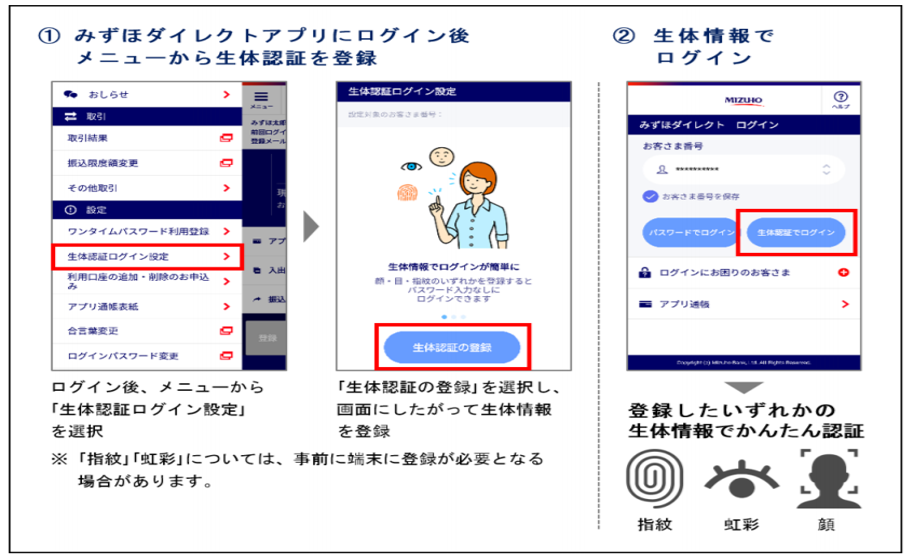 ① みずほダイレクトアプリにログイン後
メニューから生体認証を登録
おしらせ
取引
取引結果
振込限度額変更
その他取引
設定
ワンタイムパスワード利用登録
生体認証ログイン設定
利用口座の追加・削除のお申込
み
アプリ通帳表紙
合言葉変更
ログインパスワード変更
メニュー
みずほ太郎
前回ログイ
登録メール
アプ
入出
振込
登録
生体認証ログイン設定
設定対象のお客さま番号：
生体情報でログインが簡単に
顔・目・指紋のいずれかを登録すると
パスワード入力なしに
ログインできます
生体認証の登録
ログイン後、メニューから
「生体認証ログイン設定」
を選択
「生体認証の登録」を選択し、
画面にしたがって生体情報
を登録
※「指紋」「虹彩」については、事前に端末に登録が必要となる
場合があります。
② 生体情報で
ログイン
MIZUHO
ヘルプ
みずほダイレクト ログイン
お客さま番号
**********
お客さま番号を保存
パスワードでログイン
生体認証でログイン
ログインにお困りのお客さま
アプリ通帳
Copyright (c) Mizuho Bank, Ltd. All Rights Reserved.
登録したいずれかの
生体情報でかんたん認証
指紋
虹彩
顔